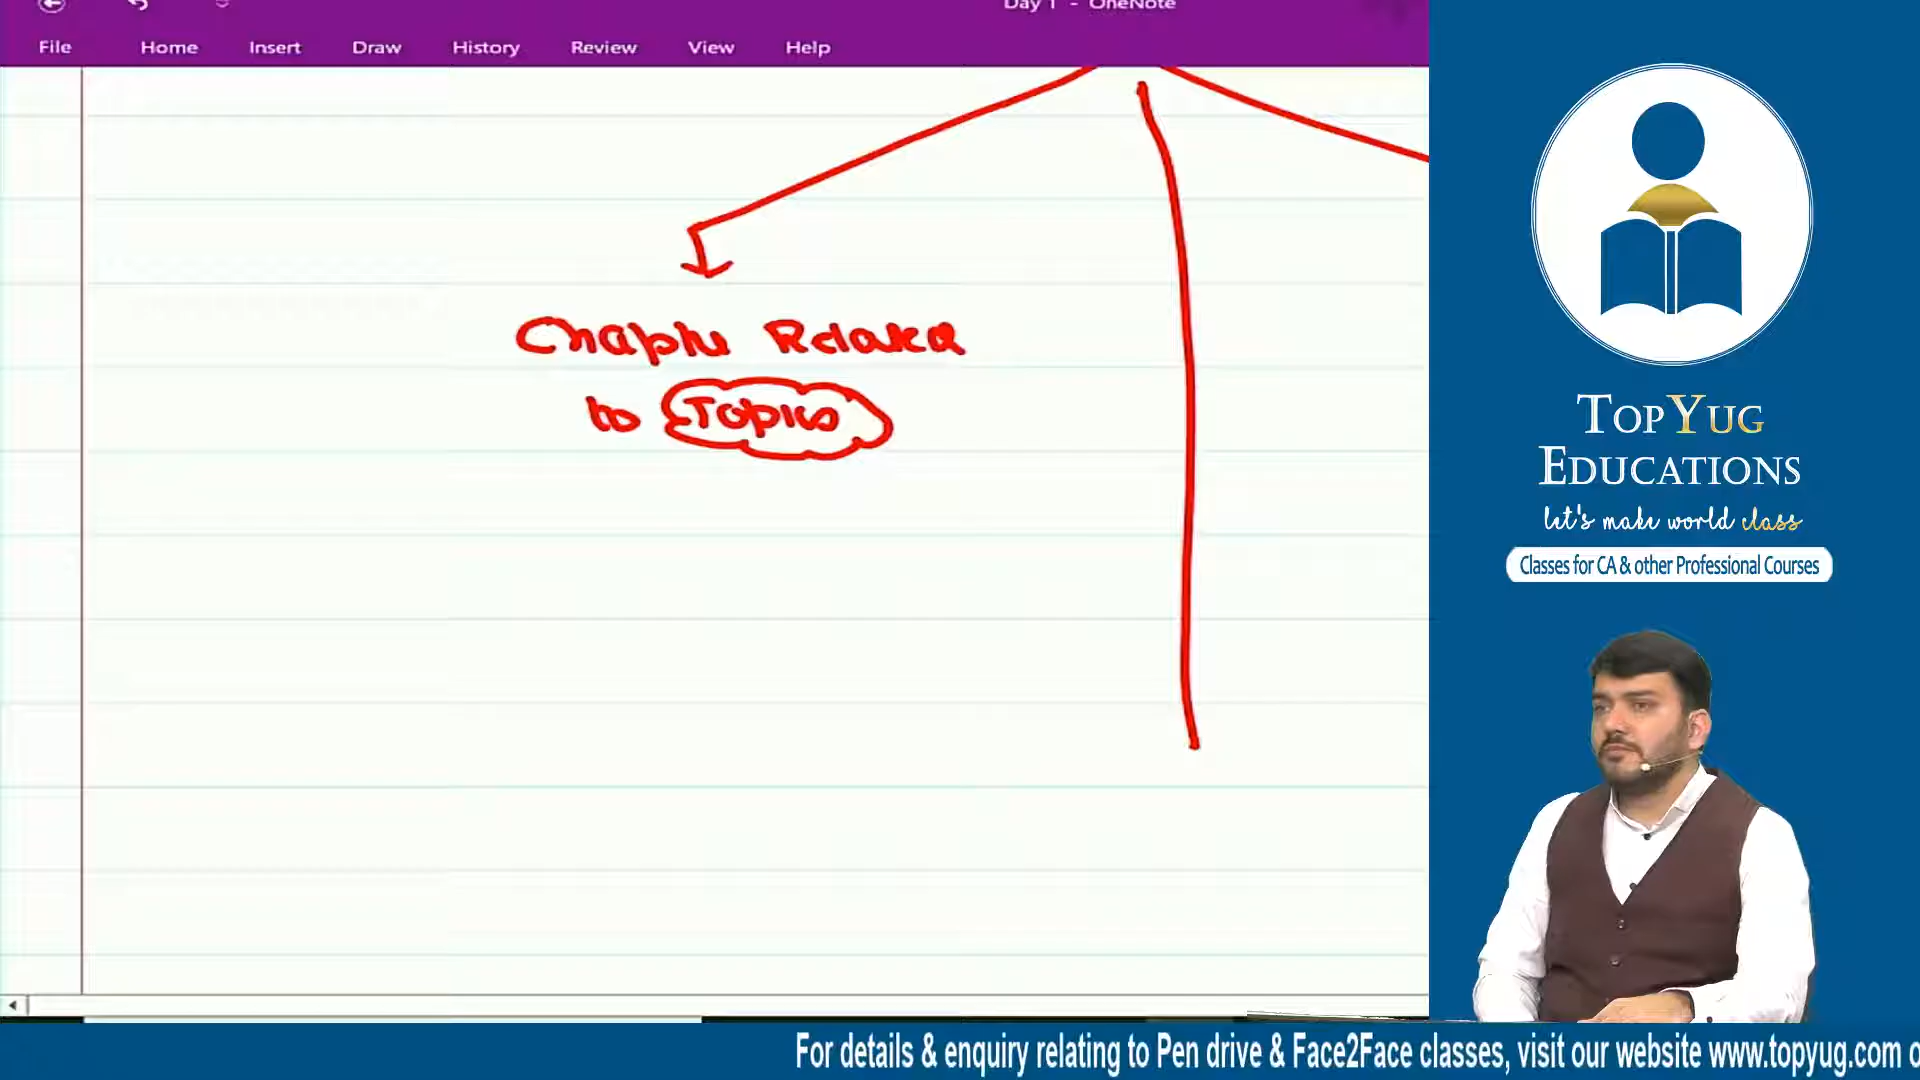 Day 1 - OneNote
File Home Insert Draw History Review View Help
Chapter Related
to Topics
TOPYUG
EDUCATIONS
let's make world class
Classes for CA & other Professional Courses
For details & enquiry relating to Pen drive & Face2Face classes, visit our website www.topyug.com o